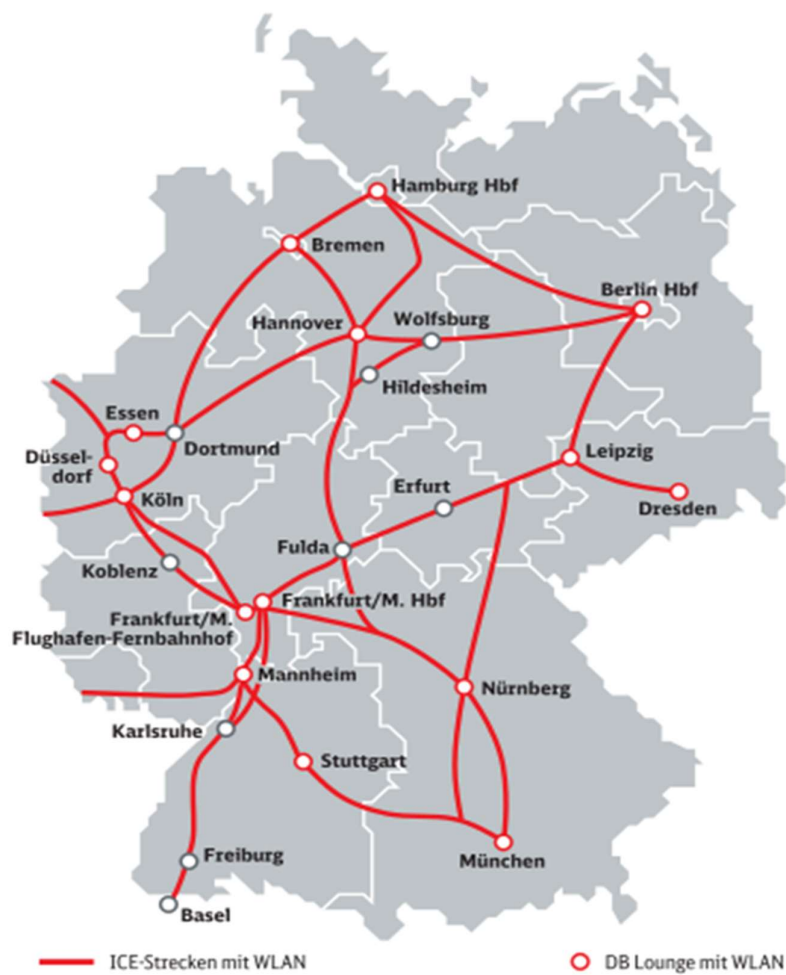 Hamburg Hbf
Bremen
Berlin Hbf
Hannover
Wolfsburg
Hildesheim
Essen
Dortmund
Düssel-
dorf
Leipzig
Köln
Erfurt
Dresden
Fulda
Koblenz
Frankfurt/M. Hbf
Frankfurt/M.
Flughafen-Fernbahnhof
Mannheim
Nürnberg
Karlsruhe
Stuttgart
Freiburg
München
Basel
ICE-Strecken mit WLAN
DB Lounge mit WLAN